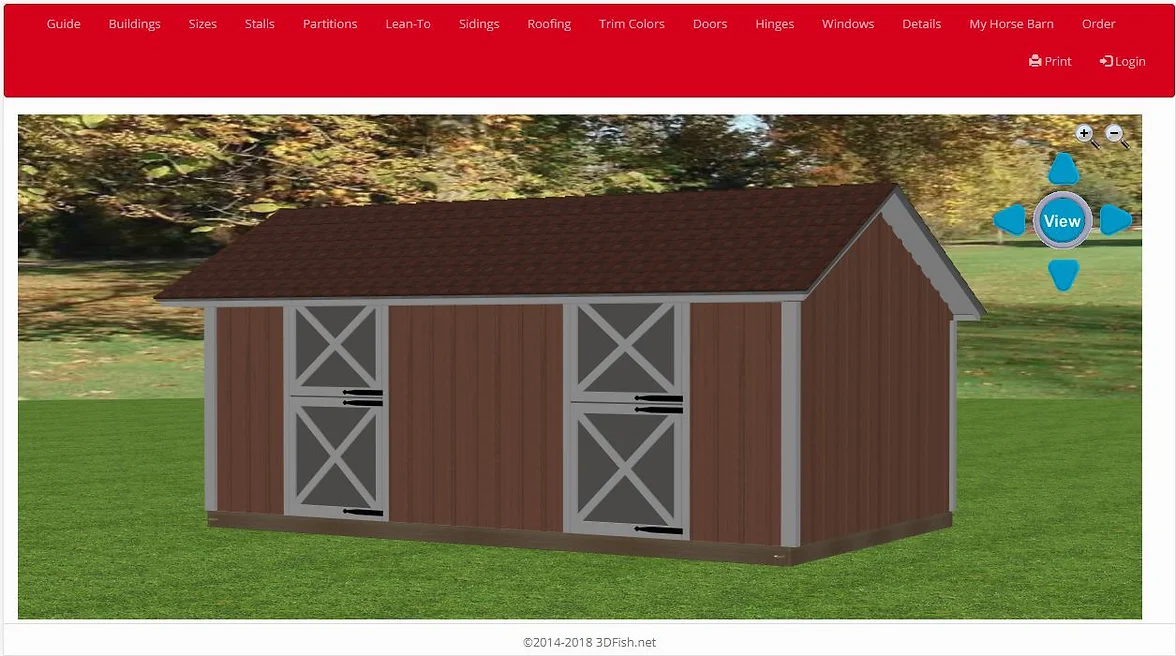 Guide Buildings Sizes Stalls Partitions Lean-To Sidings Roofing Trim Colors Doors Hinges Windows Details My Horse Barn Order
Print Login
View
©2014-2018 3DFish.net